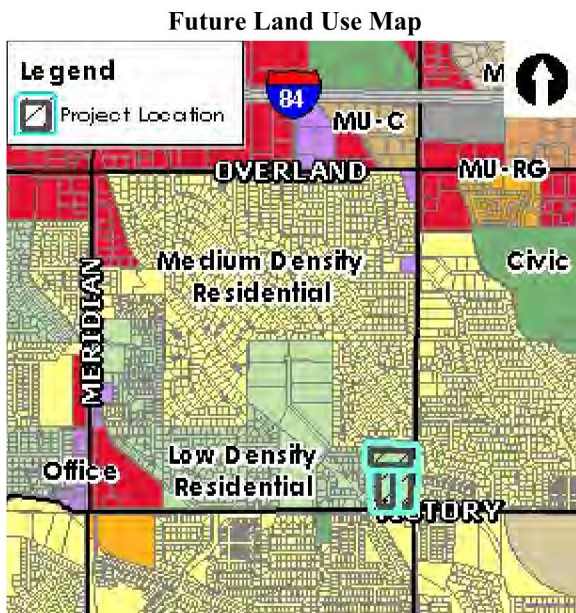 Future Land Use Map
Legend
Project Location
84
M
MU-C
OVERLAND
MU-RG
Medium Density
Residential
Civic
MERIDIAN
Office
Low Density
Residential